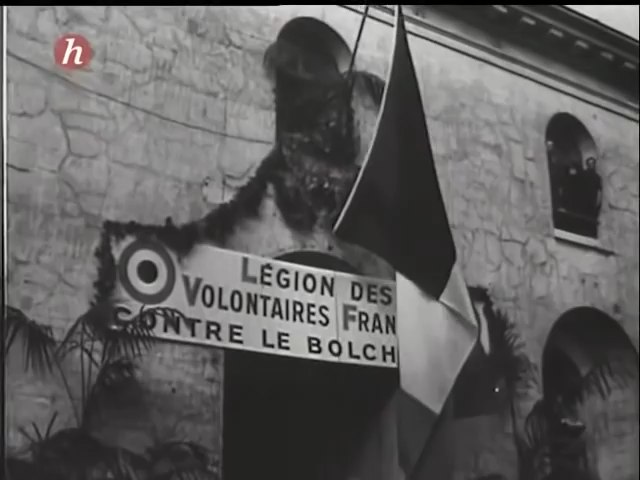 h
LÉGION DES
VOLONTAIRES FRAN
CONTRE LE BOLCH